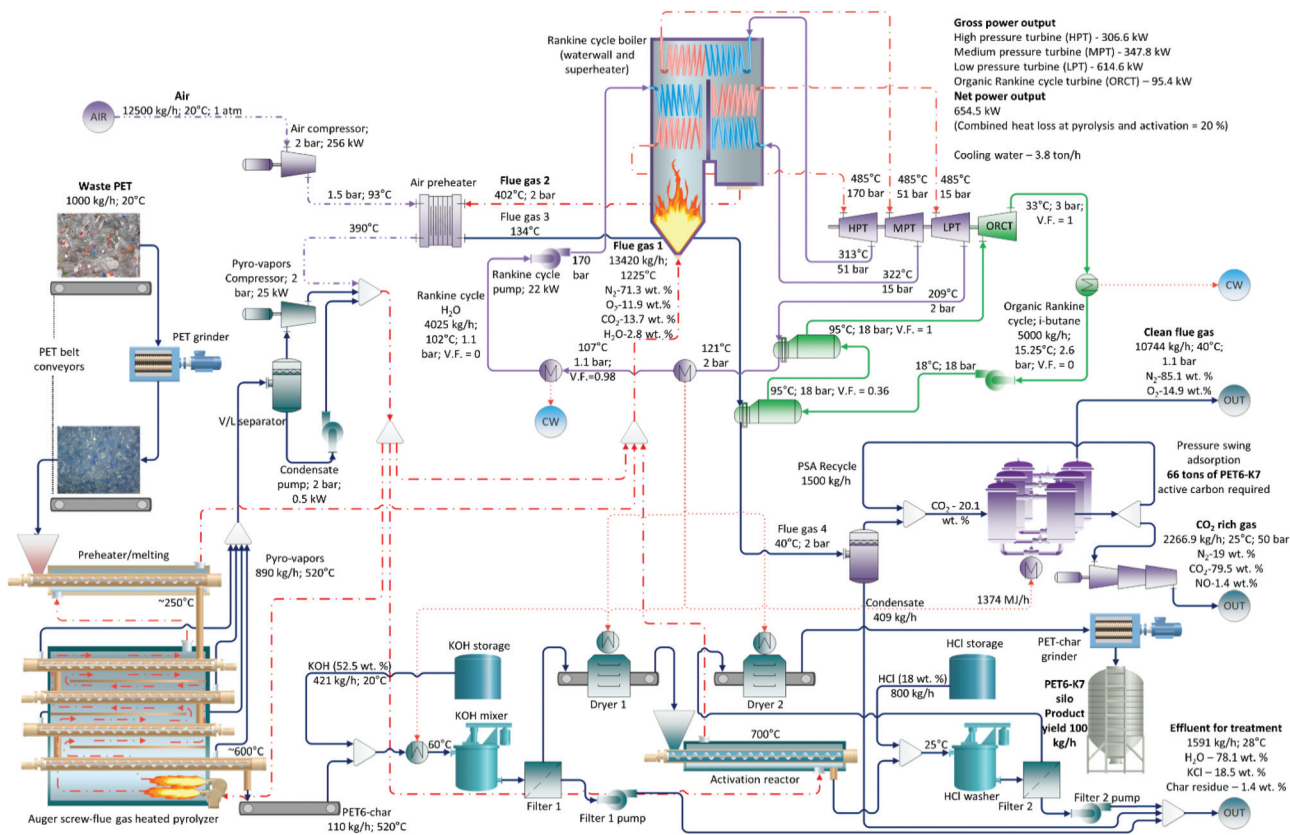 Gross power output
High pressure turbine (HPT) - 306.6 kW
Medium pressure turbine (MPT) - 347.8 kW
Low pressure turbine (LPT) - 614.6 kW
Organic Rankine cycle turbine (ORCT) – 95.4 kW
Net power output
654.5 kW
(Combined heat loss at pyrolysis and activation = 20 %)
Cooling water – 3.8 ton/h
Rankine cycle boiler
(waterwall and
superheater)
Air
12500 kg/h; 20°C; 1 atm
AIR
Air compressor;
2 bar; 256 kW
Waste PET
1000 kg/h; 20°C
1.5 bar; 93°C
Air preheater
Flue gas 2
402°C; 2 bar
Flue gas 3
134°C
390°C
485°C
170 bar
485°C
51 bar
485°C
15 bar
HPT
MPT
LPT
ORCT
33°C; 3 bar;
V.F. = 1
313°C
51 bar
322°C
15 bar
209°C
2 bar
Pyro-vapors
Compressor; 2
bar; 25 kW
Rankine cycle
pump; 22 kW
170
bar
Flue gas 1
13420 kg/h;
1225°C
N2-71.3 wt. %
O2-11.9 wt. %
CO2-13.7 wt. %
H2O-2.8 wt. %
Rankine cycle
H2O
4025 kg/h;
102°C; 1.1
bar; V.F. = 0
Organic Rankine
cycle; i-butane
5000 kg/h;
15.25°C; 2.6
bar; V.F. = 0
CW
Clean flue gas
10744 kg/h; 40°C;
1.1 bar
N2-85.1 wt. %
O2-14.9 wt.%
OUT
PET grinder
PET belt
conveyors
V/L separator
107°C
1.1 bar;
V.F.=0.98
121°C
2 bar
95°C; 18 bar; V.F. = 1
95°C; 18 bar; V.F. = 0.36
18°C; 18 bar
CW
Condensate
pump; 2 bar;
0.5 kW
PSA Recycle
1500 kg/h
Pressure swing
adsorption
66 tons of PET6-K7
active carbon required
CO2 - 20.1
wt. %
Flue gas 4
40°C; 2 bar
CO2 rich gas
2266.9 kg/h; 25°C; 50 bar
N2-19 wt. %
CO2-79.5 wt. %
NO-1.4 wt.%
OUT
Preheater/melting
Pyro-vapors
890 kg/h; 520°C
~250°C
Condensate
409 kg/h
1374 MJ/h
KOH (52.5 wt. %)
421 kg/h; 20°C
KOH storage
Dryer 1
Dryer 2
HCl storage
HCl (18 wt. %)
800 kg/h
PET-char
grinder
PET6-K7
silo
Product
yield 100
kg/h
KOH mixer
60°C
700°C
Activation reactor
25°C
HCl washer
~600°C
Filter 1
Filter 1 pump
Filter 2
Filter 2 pump
Effluent for treatment
1591 kg/h; 28°C
H2O – 78.1 wt. %
KCl – 18.5 wt. %
Char residue – 1.4 wt. %
OUT
PET6-char
110 kg/h; 520°C
Auger screw-flue gas heated pyrolyzer